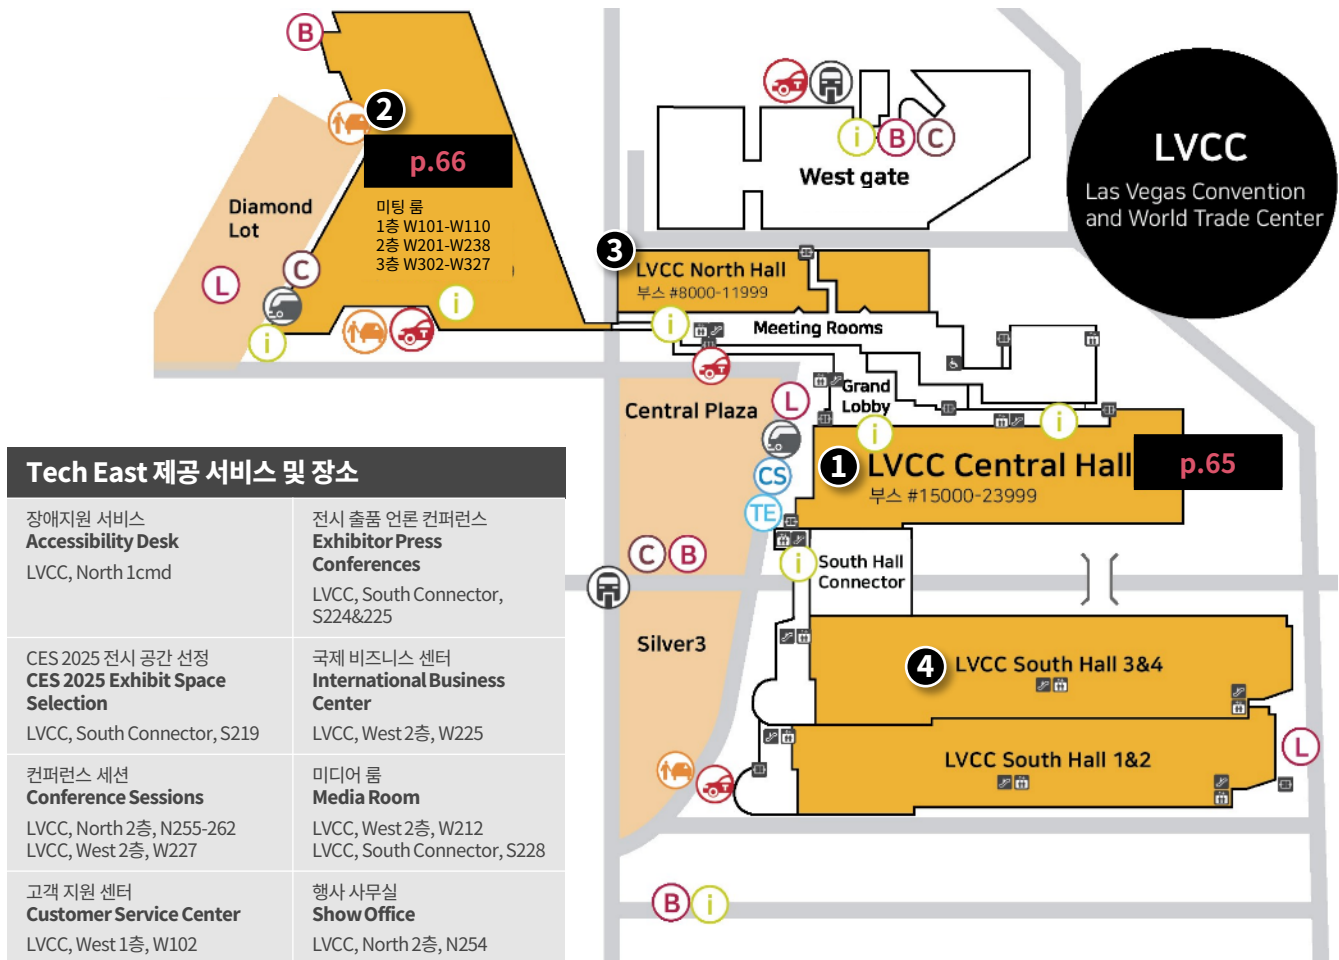 B
2
p.66
미팅 룸
1층 W101-W110
2층 W201-W238
3층 W302-W327
Diamond
Lot
L
C
i
i
T
T
i
B
C
West gate
LVCC
Las Vegas Convention
and World Trade Center
3
LVCC North Hall
부스 #8000-11999
i
Meeting Rooms
T
Central Plaza
L
Grand
Lobby
i
i
1
LVCC Central Hall
부스 #15000-23999
p.65
CS
TE
C
B
i
South Hall
Connector
Silver3
4
LVCC South Hall 3&4
LVCC South Hall 1&2
L
T
B
i
Tech East 제공 서비스 및 장소
장애지원 서비스
Accessibility Desk
LVCC, North 1cmd
전시 출품 언론 컨퍼런스
Exhibitor Press
Conferences
LVCC, South Connector,
S224&225
CES 2025 전시 공간 선정
CES 2025 Exhibit Space
Selection
LVCC, South Connector, S219
국제 비즈니스 센터
International Business
Center
LVCC, West 2층, W225
컨퍼런스 세션
Conference Sessions
LVCC, North 2층, N255-262
LVCC, West 2층, W227
미디어 룸
Media Room
LVCC, West 2층, W212
LVCC, South Connector, S228
고객 지원 센터
Customer Service Center
LVCC, West 1층, W102
행사 사무실
Show Office
LVCC, North 2층, N254